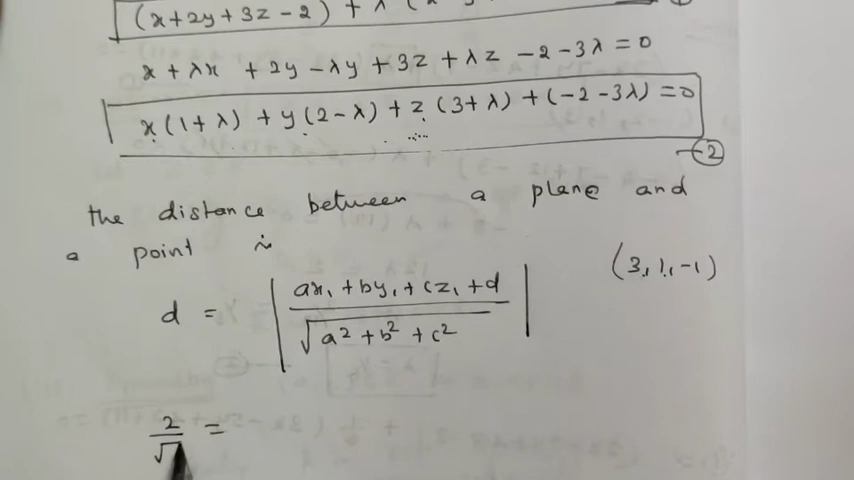 (x+2y+3z-2) + λ (x
x + λx + 2y - λy + 3z + λz - 2 - 3λ = 0
x (1+λ) + y (2-λ) + z (3+λ) + (-2-3λ) = 0
2
the distance between a plane and
a point is
(3,1,-1)
d = | ax₁ + by₁ + cz₁ + d / √a² + b² + c² |
2/√ =